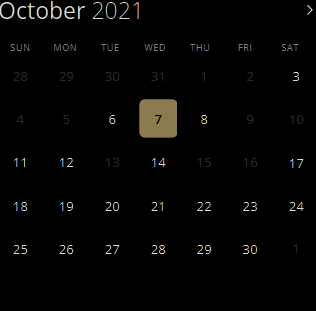 October 2021
SUN MON TUE WED THU FRI SAT
28 29 30 31 1 2 3
4 5 6 7 8 9 10
11 12 13 14 15 16 17
18 19 20 21 22 23 24
25 26 27 28 29 30 1